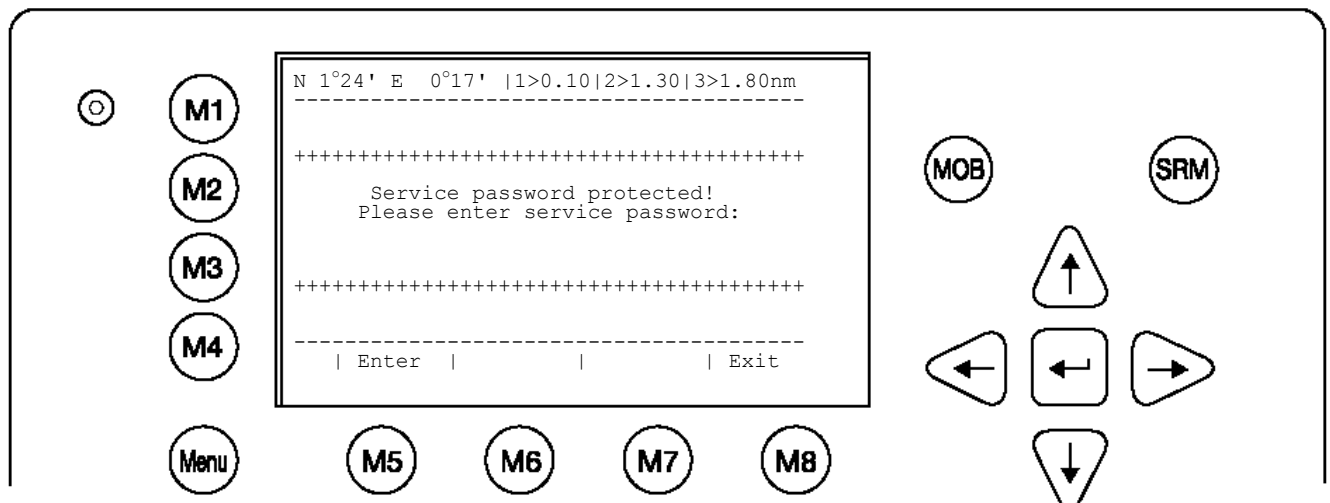 N 1°24' E 0°17' |1>0.10|2>1.30|3>1.80nm
----------------------------------------
++++++++++++++++++++++++++++++++++++++++
Service password protected!
Please enter service password:
++++++++++++++++++++++++++++++++++++++++
----------------------------------------
| Enter | | | Exit
M1
M2
M3
M4
MOB SRM
Menu M5 M6 M7 M8